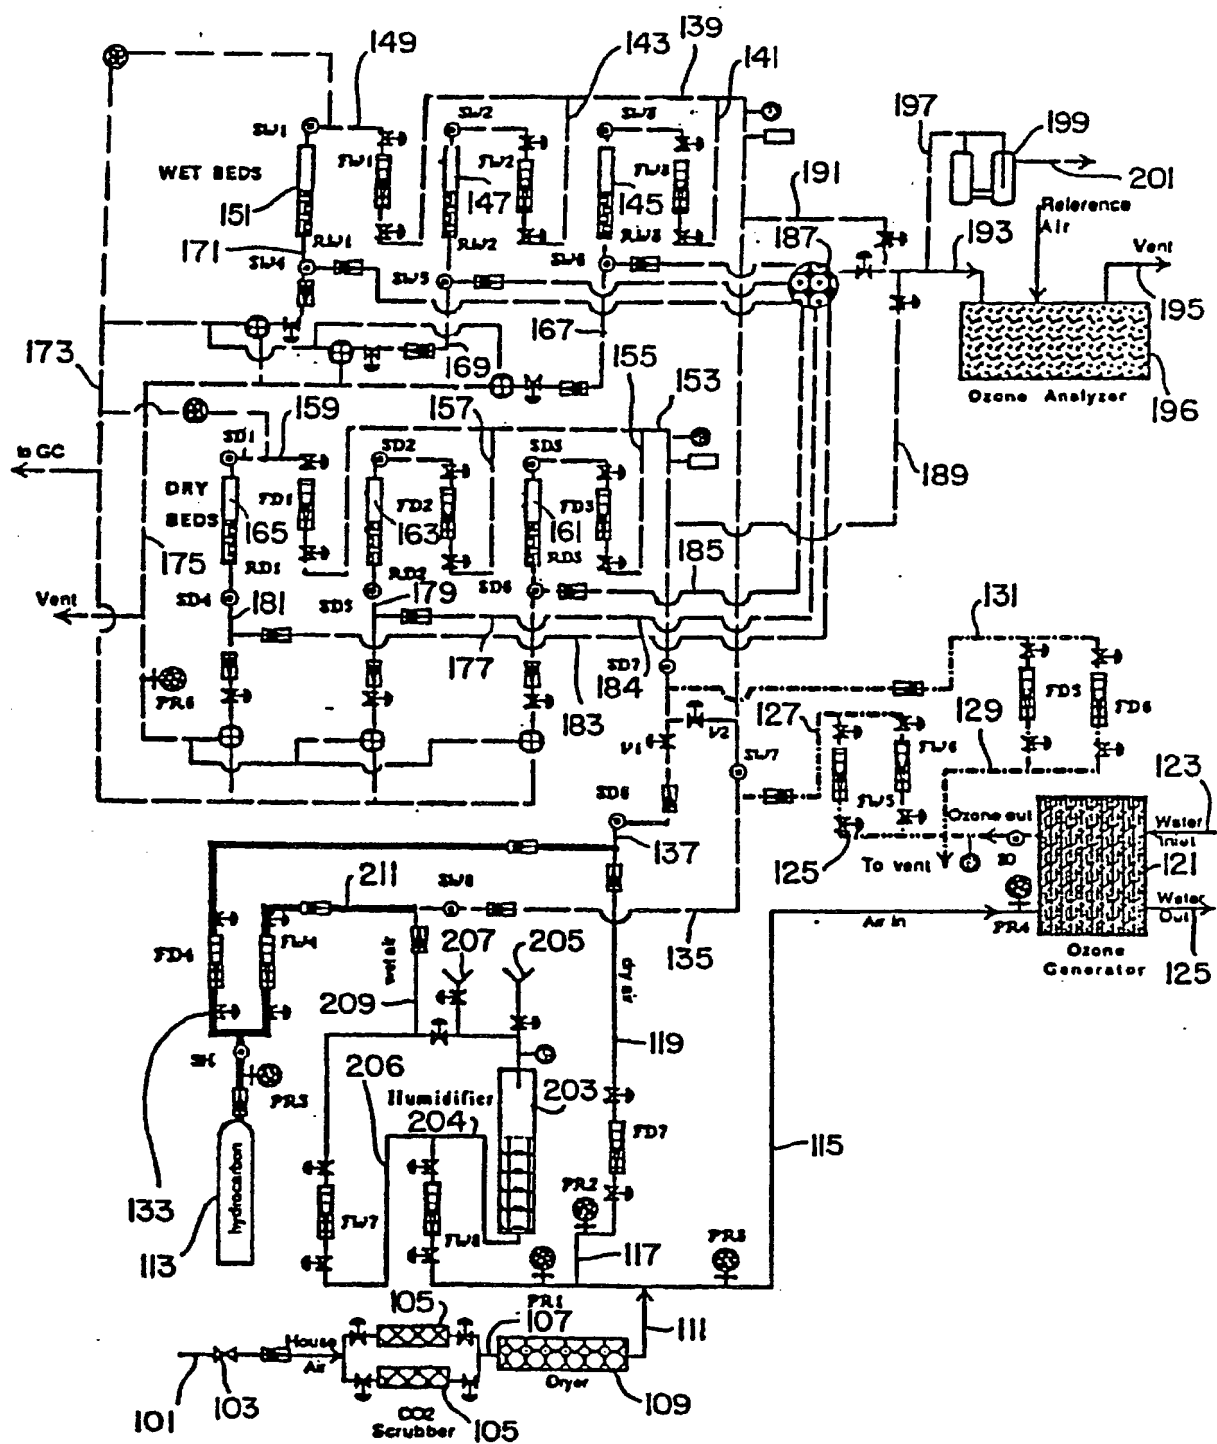 149
143
139
141
197
199
201
SW1
SW2
SW3
WET BEDS
FW1
FW2
FW3
151
147
145
191
187
193
Reference
Air
Vent
195
171
RW1
RW2
RW3
SW4
SW5
SW6
167
173
169
155
153
Ozone Analyzer
196
159
157
to GC
SD1
SD2
SD3
189
DRY
BEDS
FD1
FD2
FD3
165
163
161
175
RD1
RD2
RD3
185
Vent
SD4
181
SD5
179
SD6
131
177
183
SD7
184
PR6
127
129
FD5
FD6
V1
V2
SW7
FW5
FW6
123
SD8
Ozone out
Water
Inlet
121
137
To vent
125
SO
211
SW8
Air In
PR4
Water
Out
125
FD4
FW4
wet air
207
205
dry air
135
Ozone
Generator
209
119
SH
PR5
206
Humidifier
203
204
FD7
115
133
hydrocarbon
PR2
113
FW7
FW8
117
PR3
PR1
105
107
111
House
Air
101
103
CO2
Scrubber
105
Dryer
109